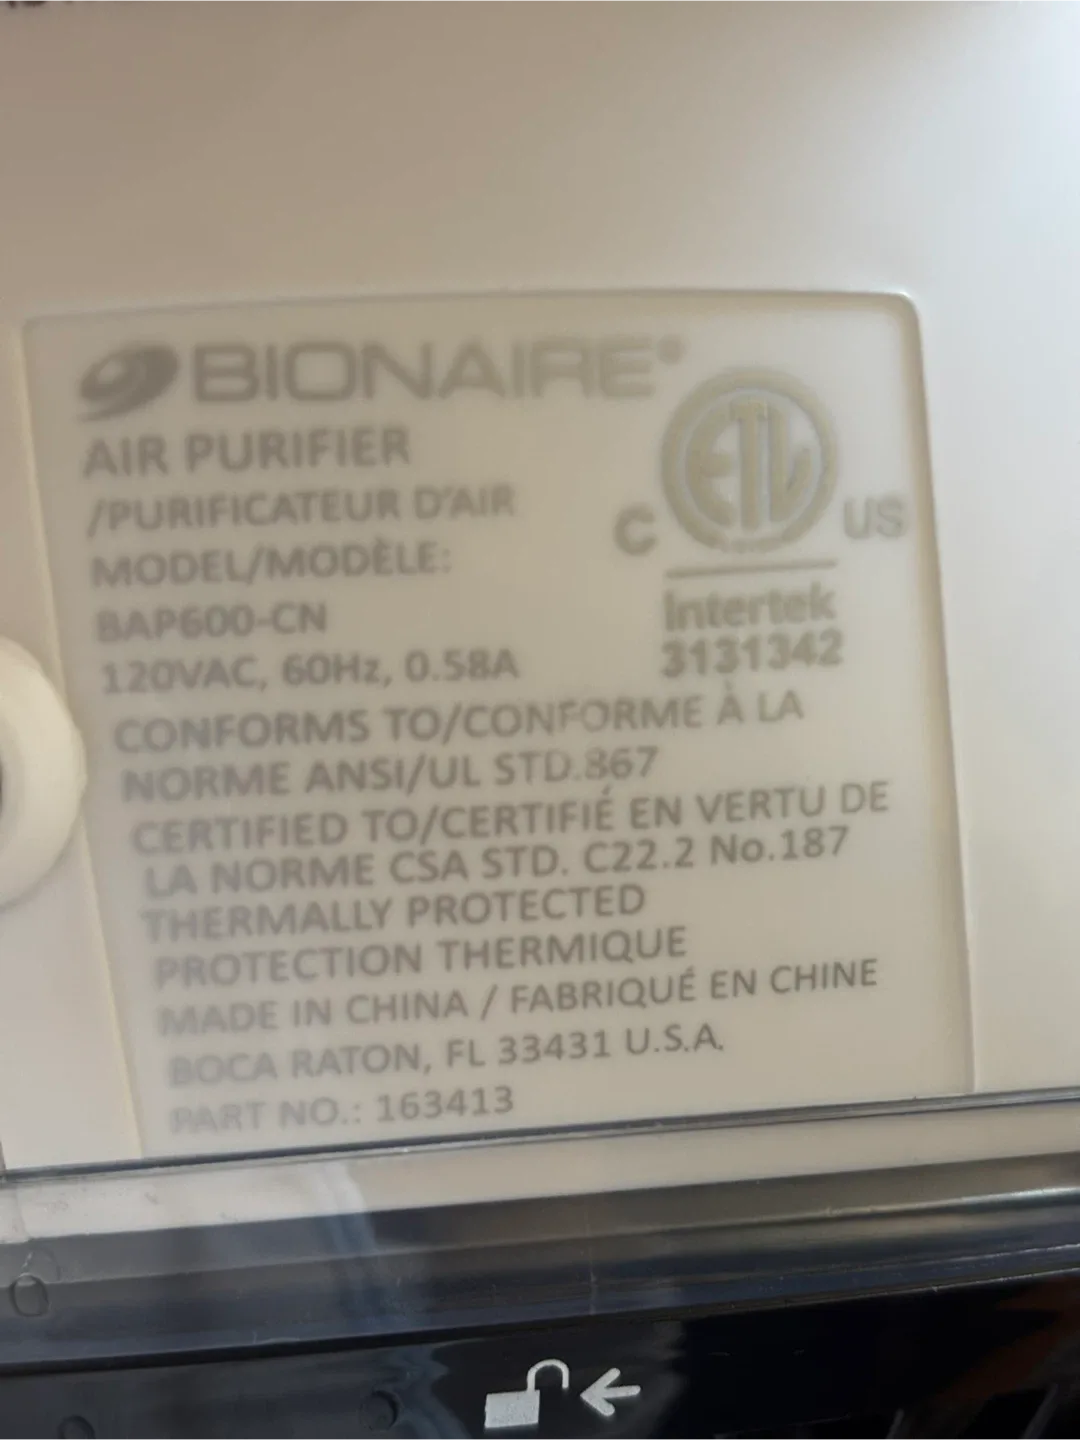 BIONAIRE®
AIR PURIFIER
/PURIFICATEUR D'AIR
MODEL/MODÈLE:
BAP600-CN
120VAC, 60Hz, 0.58A
ETL
C US
Intertek
3131342
CONFORMS TO/CONFORME À LA
NORME ANSI/UL STD.867
CERTIFIED TO/CERTIFIÉ EN VERTU DE
LA NORME CSA STD. C22.2 No.187
THERMALLY PROTECTED
PROTECTION THERMIQUE
MADE IN CHINA / FABRIQUÉ EN CHINE
BOCA RATON, FL 33431 U.S.A.
PART NO.: 163413